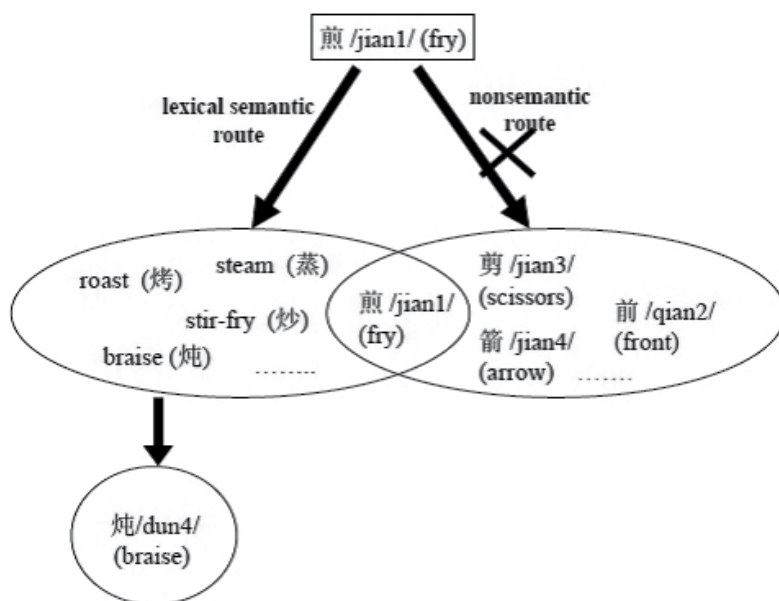 煎 /jian1/ (fry)
lexical semantic
route
nonsemantic
route
roast (烤)
steam (蒸)
stir-fry (炒)
braise (炖)
........
煎 /jian1/
(fry)
剪 /jian3/
(scissors)
箭 /jian4/
(arrow)
前 /qian2/
(front)
.......
炖/dun4/
(braise)